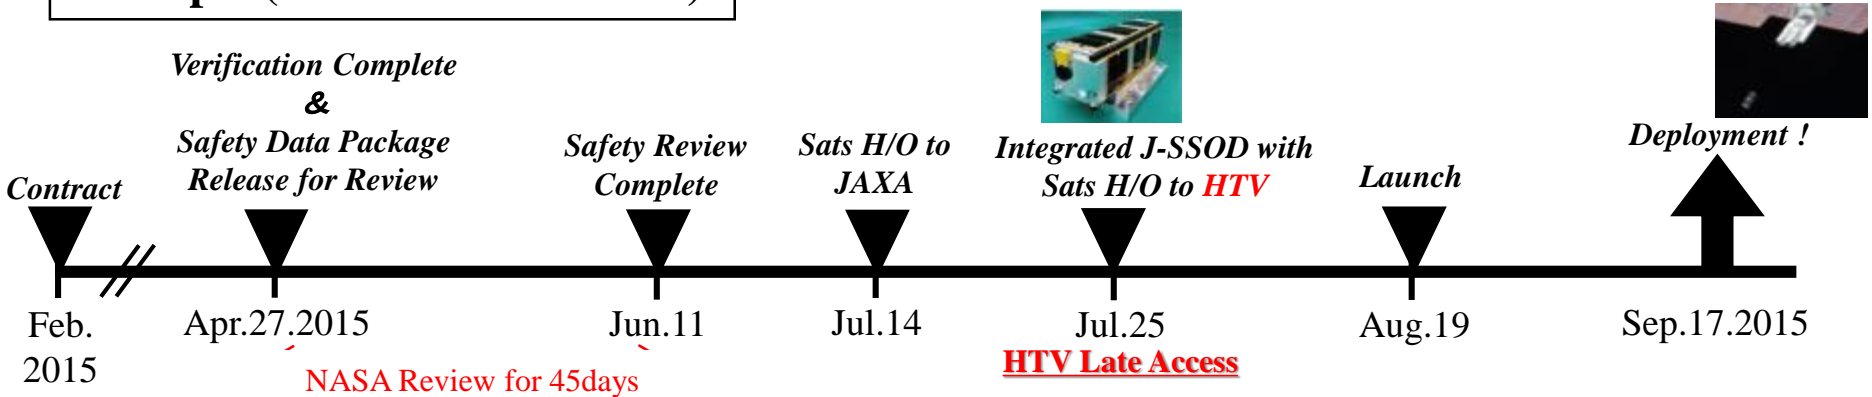 Contract
Verification Complete
&
Safety Data Package
Release for Review
Safety Review
Complete
Sats H/O to
JAXA
Integrated J-SSOD with
Sats H/O to HTV
Launch
Deployment !
Feb.
2015
Apr.27.2015
Jun.11
Jul.14
Jul.25
Aug.19
Sep.17.2015
HTV Late Access
NASA Review for 45days